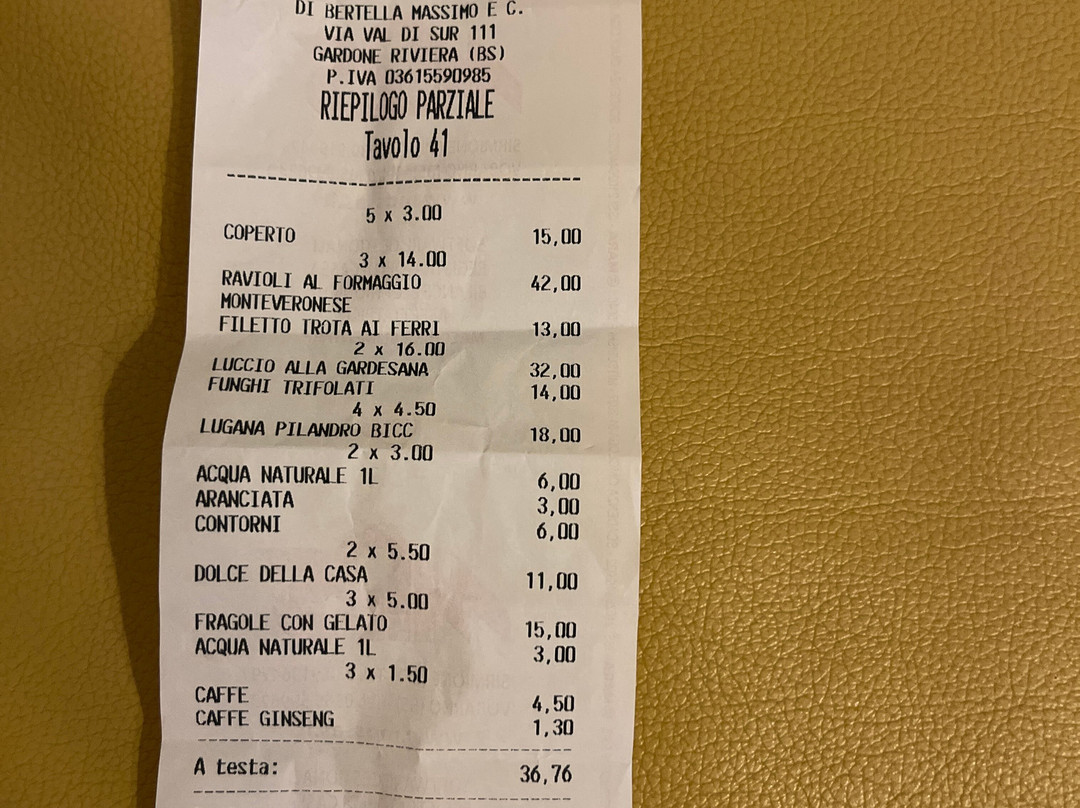 DI BERTELLA MASSIMO E C.
VIA VAL DI SUR 111
GARDONE RIVIERA (BS)
P.IVA 03615590985
RIEPILOGO PARZIALE
Tavolo 41
5 x 3.00
COPERTO 15,00
3 x 14.00
RAVIOLI AL FORMAGGIO 42,00
MONTEVERONESE
FILETTO TROTA AI FERRI 13,00
2 x 16.00
LUCCIO ALLA GARDESANA 32,00
FUNGHI TRIFOLATI 14,00
4 x 4.50
LUGANA PILANDRO BICC 18,00
2 x 3.00
ACQUA NATURALE 1L 6,00
ARANCIATA 3,00
CONTORNI 6,00
2 x 5.50
DOLCE DELLA CASA 11,00
3 x 5.00
FRAGOLE CON GELATO 15,00
ACQUA NATURALE 1L 3,00
3 x 1.50
CAFFE 4,50
CAFFE GINSENG 1,30
A testa: 36,76